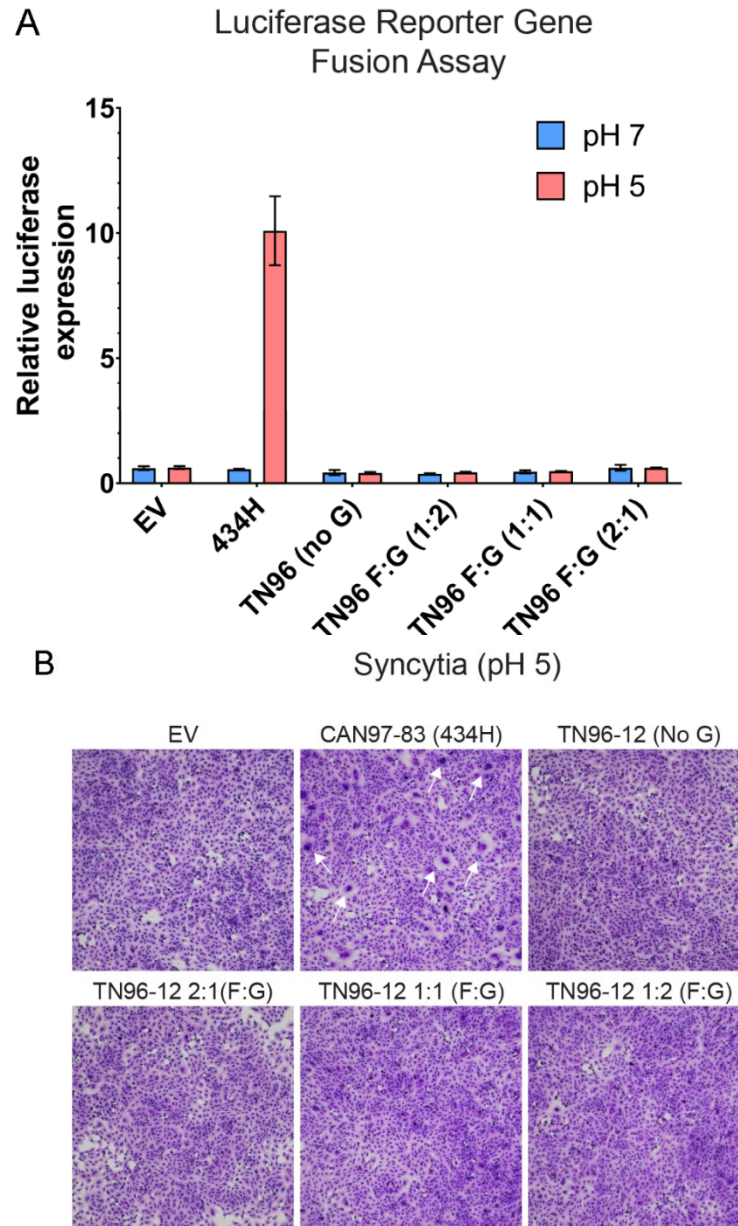 A
Luciferase Reporter Gene
Fusion Assay
Relative luciferase
expression
15
10
5
0
pH 7
pH 5
EV
434H
TN96 (no G)
TN96 F:G (1:2)
TN96 F:G (1:1)
TN96 F:G (2:1)
B
Syncytia (pH 5)
EV
CAN97-83 (434H)
TN96-12 (No G)
TN96-12 2:1(F:G)
TN96-12 1:1 (F:G)
TN96-12 1:2 (F:G)